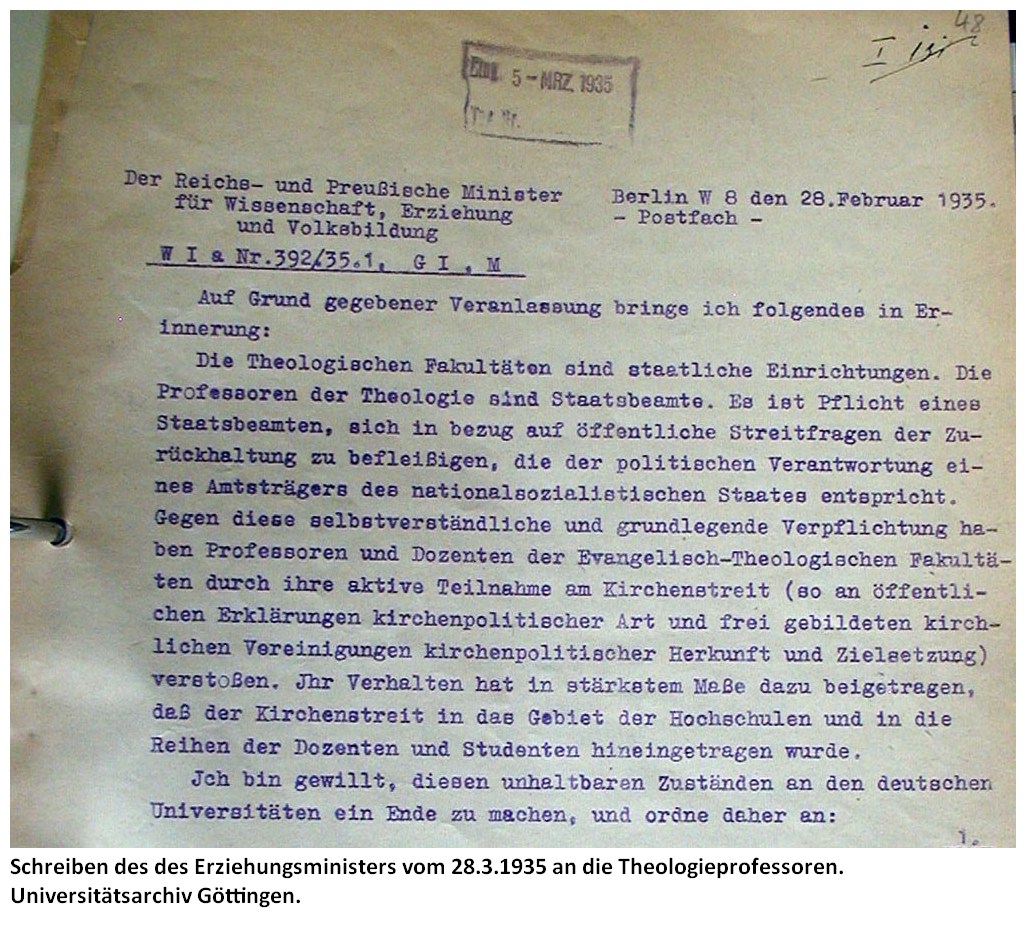 48
I
Eing. 5-MRZ. 1935
Tgb Nr.
Der Reichs- und Preußische Minister
für Wissenschaft, Erziehung
und Volksbildung
Berlin W 8 den 28.Februar 1935.
- Postfach -
W I a Nr.392/35.1, G I , M
Auf Grund gegebener Veranlassung bringe ich folgendes in Er-
innerung:
Die Theologischen Fakultäten sind staatliche Einrichtungen. Die
Professoren der Theologie sind Staatsbeamte. Es ist Pflicht eines
Staatsbeamten, sich in bezug auf öffentliche Streitfragen der Zu-
rückhaltung zu befleißigen, die der politischen Verantwortung ei-
nes Amtsträgers des nationalsozialistischen Staates entspricht.
Gegen diese selbstverständliche und grundlegende Verpflichtung ha-
ben Professoren und Dozenten der Evangelisch-Theologischen Fakultä-
ten durch ihre aktive Teilnahme am Kirchenstreit (so an öffentli-
chen Erklärungen kirchenpolitischer Art und frei gebildeten kirch-
lichen Vereinigungen kirchenpolitischer Herkunft und Zielsetzung)
verstoßen. Jhr Verhalten hat in stärkstem Maße dazu beigetragen,
daß der Kirchenstreit in das Gebiet der Hochschulen und in die
Reihen der Dozenten und Studenten hineingetragen wurde.
Jch bin gewillt, diesen unhaltbaren Zuständen an den deutschen
Universitäten ein Ende zu machen, und ordne daher an:
1.
Schreiben des des Erziehungsministers vom 28.3.1935 an die Theologieprofessoren.
Universitätsarchiv Göttingen.